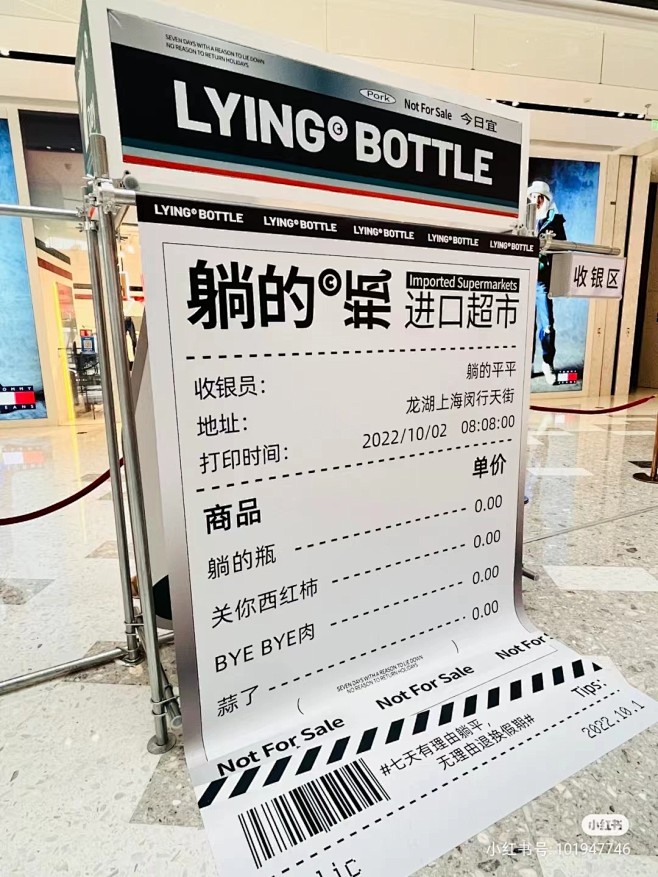 SEVEN DAYS WITH A REASON TO LIE DOWN
NO REASON TO RETURN HOLIDAYS
Pork Not For Sale 今日宜
LYING© BOTTLE
LYING© BOTTLE LYING© BOTTLE LYING© BOTTLE LYING© BOTTLE LYING© BOTTLE
收银区
躺的©瓶 Imported Supermarkets
进口超市
收银员： 躺的平平
地址： 龙湖上海闵行天街
打印时间： 2022/10/02 08:08:00
商品 单价
躺的瓶 0.00
关你西红柿 0.00
BYE BYE肉 0.00
蒜了 0.00
SEVEN DAYS WITH A REASON TO LIE DOWN
NO REASON TO RETURN HOLIDAYS
Not For Sale Not For Sale Not For
Tips:
#七天有理由躺平，
无理由退换假期#
2022.10.1
lic
小红书
小红书号: 101947746